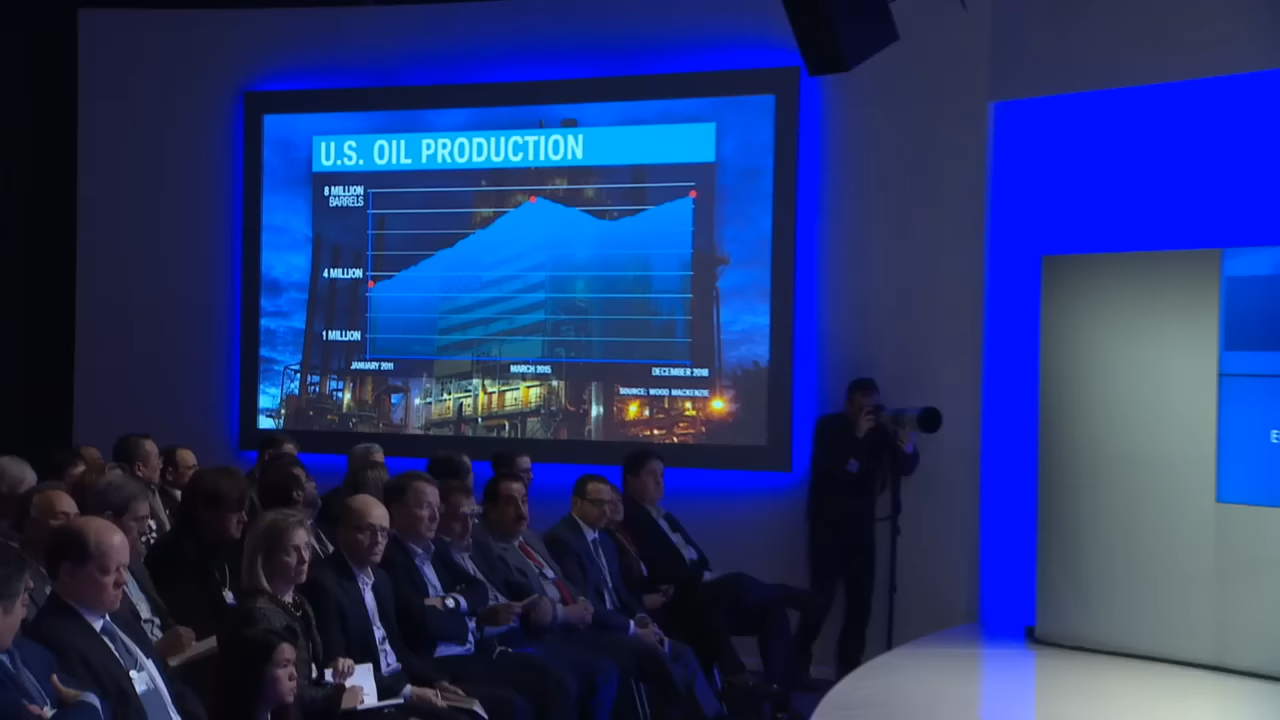 U.S. OIL PRODUCTION
8 MILLION
BARRELS
4 MILLION
1 MILLION
JANUARY 2011
MARCH 2015
DECEMBER 2018
SOURCE: WOOD MACKENZIE